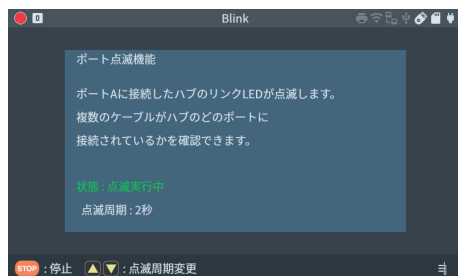 0 Blink
ポート点滅機能
ポートAに接続したハブのリンクLEDが点滅します。
複数のケーブルがハブのどのポートに
接続されているかを確認できます。
状態 : 点滅実行中
点滅周期 : 2秒
STOP : 停止 ▲ ▼ : 点滅周期変更